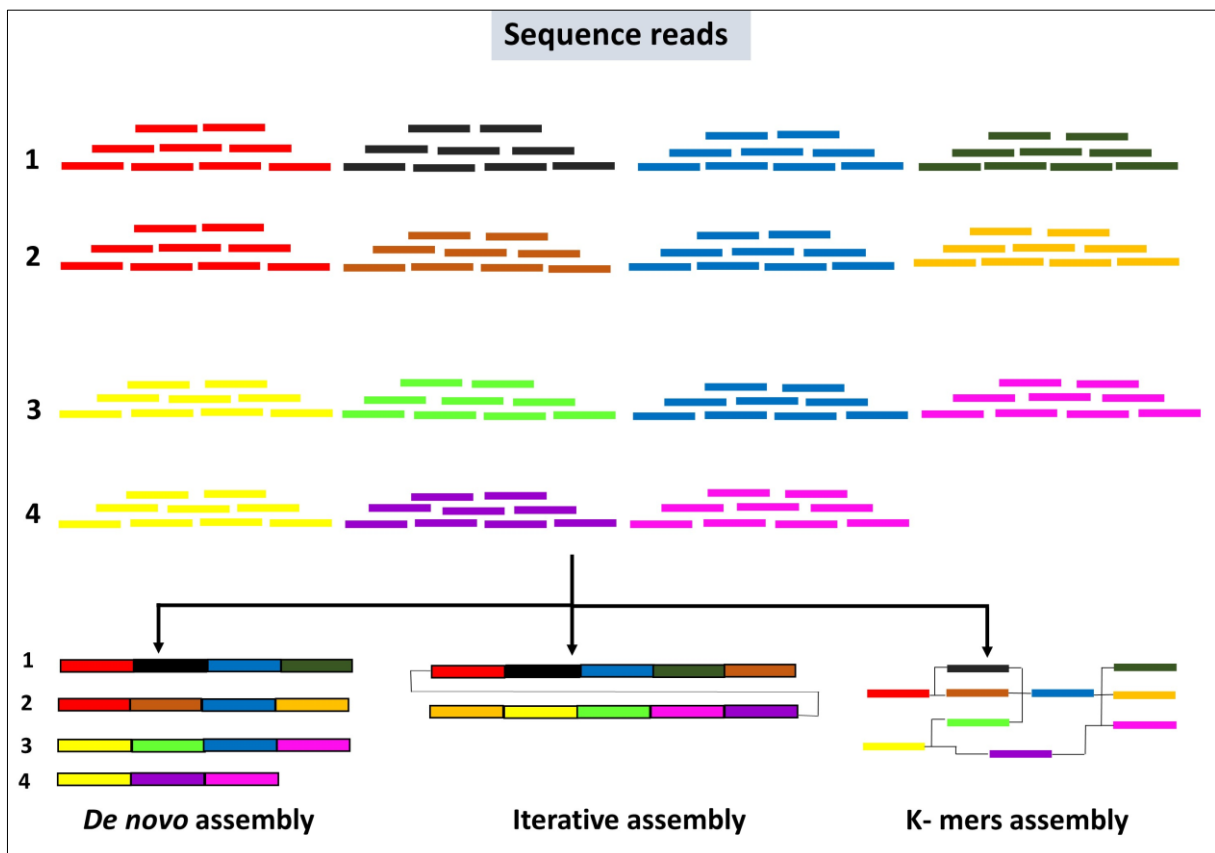 Sequence reads
1
2
3
4
1
2
3
4
De novo assembly
Iterative assembly
K- mers assembly